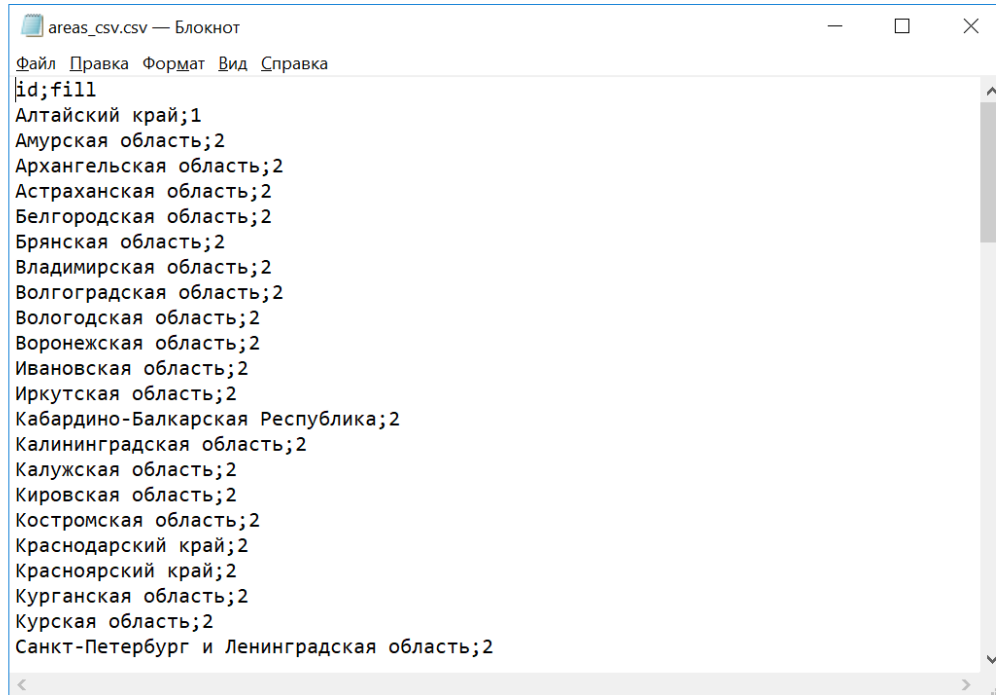 areas_csv.csv — Блокнот
Файл Правка Формат Вид Справка
id;fill
Алтайский край;1
Амурская область;2
Архангельская область;2
Астраханская область;2
Белгородская область;2
Брянская область;2
Владимирская область;2
Волгоградская область;2
Вологодская область;2
Воронежская область;2
Ивановская область;2
Иркутская область;2
Кабардино-Балкарская Республика;2
Калининградская область;2
Калужская область;2
Кировская область;2
Костромская область;2
Краснодарский край;2
Красноярский край;2
Курганская область;2
Курская область;2
Санкт-Петербург и Ленинградская область;2